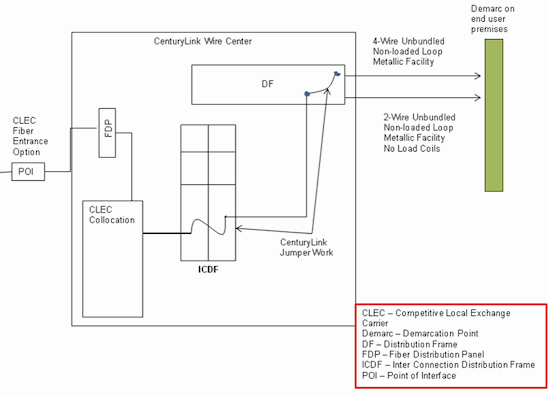 Demarc on
end user
premises
CenturyLink Wire Center
4-Wire Unbundled
Non-loaded Loop
Metallic Facility
DF
CLEC
Fiber
Entrance
Option
FDP
2-Wire Unbundled
Non-loaded Loop
Metallic Facility
No Load Coils
POI
CLEC
Collocation
CenturyLink
Jumper Work
ICDF
CLEC – Competitive Local Exchange
Carrier
Demarc – Demarcation Point
DF – Distribution Frame
FDP – Fiber Distribution Panel
ICDF – Inter Connection Distribution Frame
POI – Point of Interface